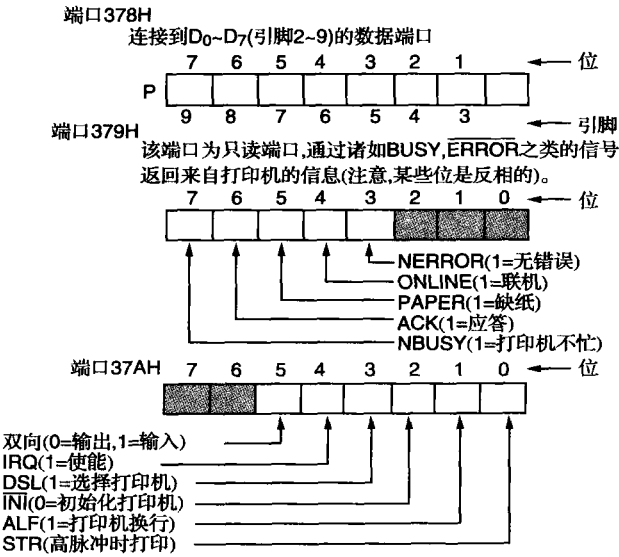 端口378H
连接到D0~D7(引脚2~9)的数据端口
7 6 5 4 3 2 1 位
P
9 8 7 6 5 4 3 引脚
端口379H
该端口为只读端口,通过诸如BUSY,E̅R̅R̅O̅R̅之类的信号
返回来自打印机的信息(注意,某些位是反相的)。
7 6 5 4 3 2 1 0 位
NERROR(1=无错误)
ONLINE(1=联机)
PAPER(1=缺纸)
ACK(1=应答)
NBUSY(1=打印机不忙)
端口37AH
7 6 5 4 3 2 1 0 位
双向(0=输出,1=输入)
IRQ(1=使能)
DSL(1=选择打印机)
I̅N̅I̅(0=初始化打印机)
ALF(1=打印机换行)
STR(高脉冲时打印)